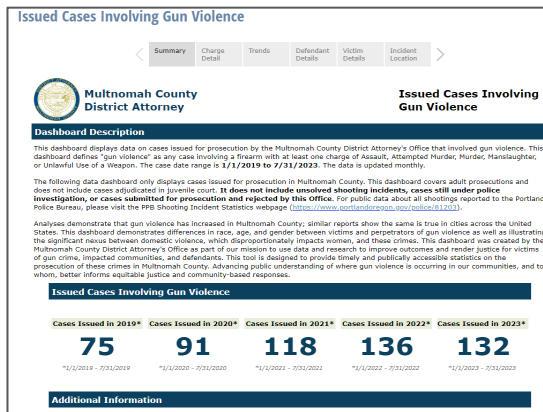 Issued Cases Involving Gun Violence
Summary
Charge Detail
Trends
Defendant Details
Victim Details
Incident Location
Multnomah County
District Attorney
Issued Cases Involving
Gun Violence
Dashboard Description
This dashboard displays data on cases issued for prosecution by the Multnomah County District Attorney's Office that involved gun violence. This
dashboard defines "gun violence" as any case involving a firearm with at least one charge of Assault, Attempted Murder, Murder, Manslaughter,
or Unlawful Use of a Weapon. The case date range is 1/1/2019 to 7/31/2023. The data is updated monthly.
The following data dashboard only displays cases issued for prosecution in Multnomah County. This dashboard covers adult prosecutions and
does not include cases adjudicated in juvenile court. It does not include unsolved shooting incidents, cases still under police
investigation, or cases submitted for prosecution and rejected by this Office. For public data about all shootings reported to the Portland
Police Bureau, please visit the PPB Shooting Incident Statistics webpage (https://www.portlandoregon.gov/police/81203).
Analyses demonstrate that gun violence has increased in Multnomah County; similar reports show the same is true in cities across the United
States. This dashboard demonstrates differences in race, age, and gender between victims and perpetrators of gun violence as well as illustrating
the significant nexus between domestic violence, which disproportionately impacts women, and these crimes. This dashboard was created by the
Multnomah County District Attorney's Office as part of our mission to use data and research to improve outcomes and render justice for victims
of gun crime, impacted communities, and defendants. This tool is designed to provide timely and publically accessible statistics on the
prosecution of these crimes in Multnomah County. Advancing public understanding of where gun violence is occurring in our communities, and to
whom, better informs equitable justice and community-based responses.
Issued Cases Involving Gun Violence
Cases Issued in 2019* Cases Issued in 2020* Cases Issued in 2021* Cases Issued in 2022* Cases Issued in 2023*
75 91 118 136 132
*1/1/2019 - 7/31/2019 *1/1/2020 - 7/31/2020 *1/1/2021 - 7/31/2021 *1/1/2022 - 7/31/2022 *1/1/2023 - 7/31/2023
Additional Information